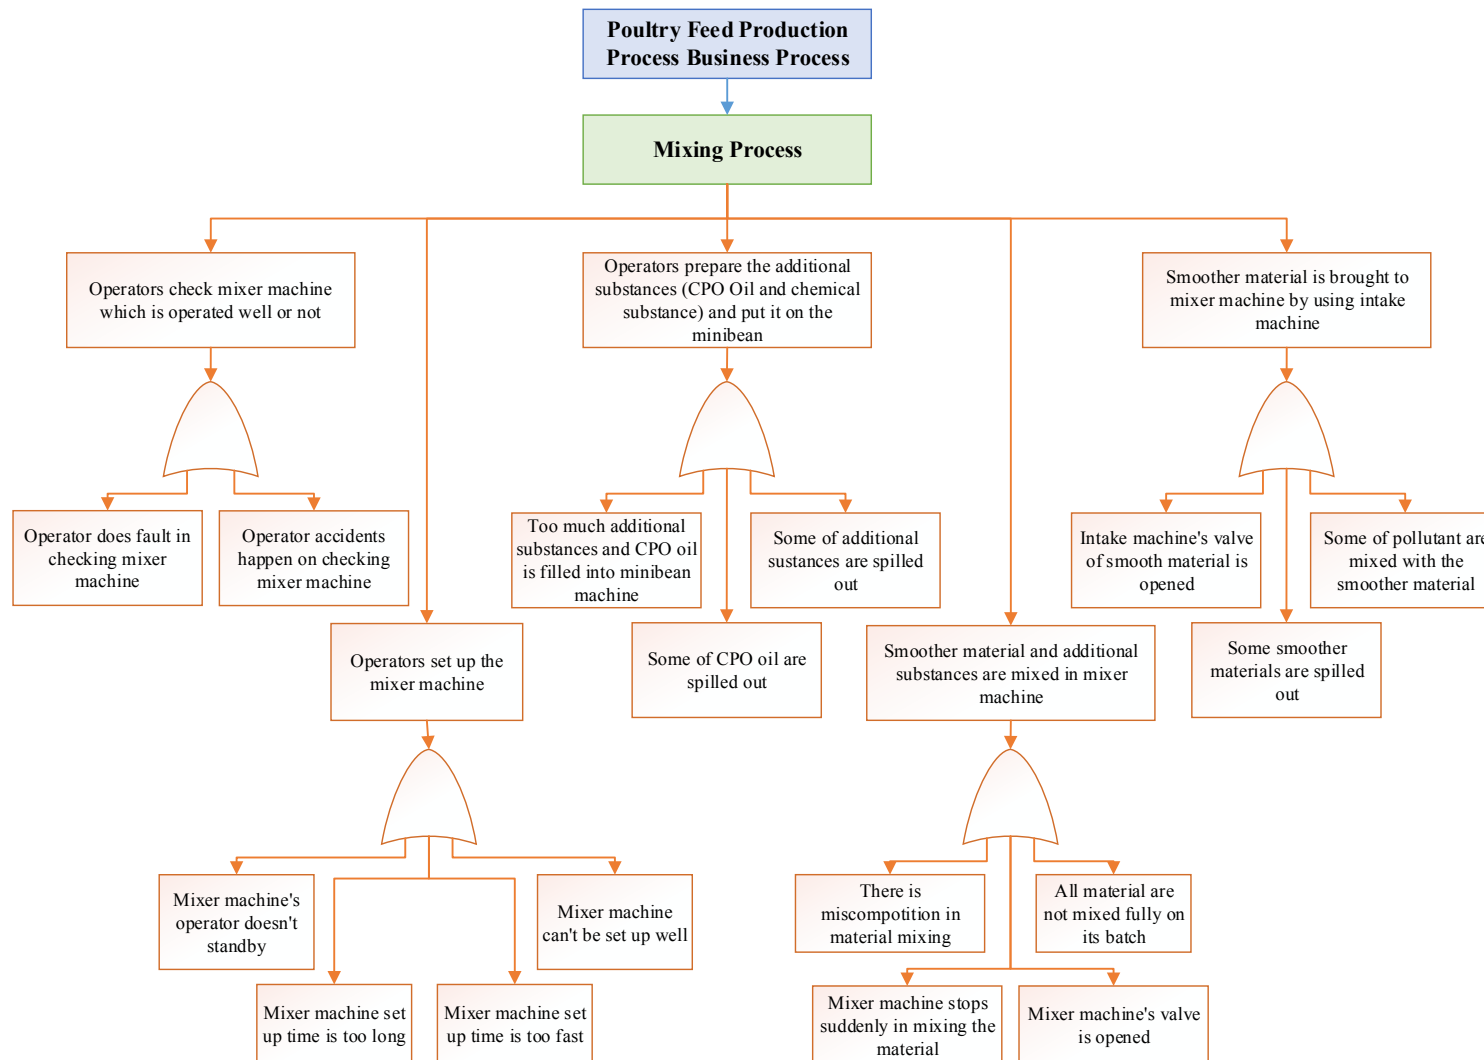 Poultry Feed Production
Process Business Process
Mixing Process
Operators check mixer machine
which is operated well or not
Operators prepare the additional
substances (CPO Oil and chemical
substance) and put it on the
minibean
Smoother material is brought to
mixer machine by using intake
machine
Operator does fault in
checking mixer
machine
Operator accidents
happen on checking
mixer machine
Too much additional
substances and CPO oil
is filled into minibean
machine
Some of additional
sustances are spilled
out
Intake machine's valve
of smooth material is
opened
Some of pollutant are
mixed with the
smoother material
Operators set up the
mixer machine
Some of CPO oil are
spilled out
Smoother material and additional
substances are mixed in mixer
machine
Some smoother
materials are spilled
out
Mixer machine's
operator doesn't
standby
Mixer machine
can't be set up well
There is
miscompotition in
material mixing
All material are
not mixed fully on
its batch
Mixer machine set
up time is too long
Mixer machine set
up time is too fast
Mixer machine stops
suddenly in mixing the
material
Mixer machine's valve
is opened